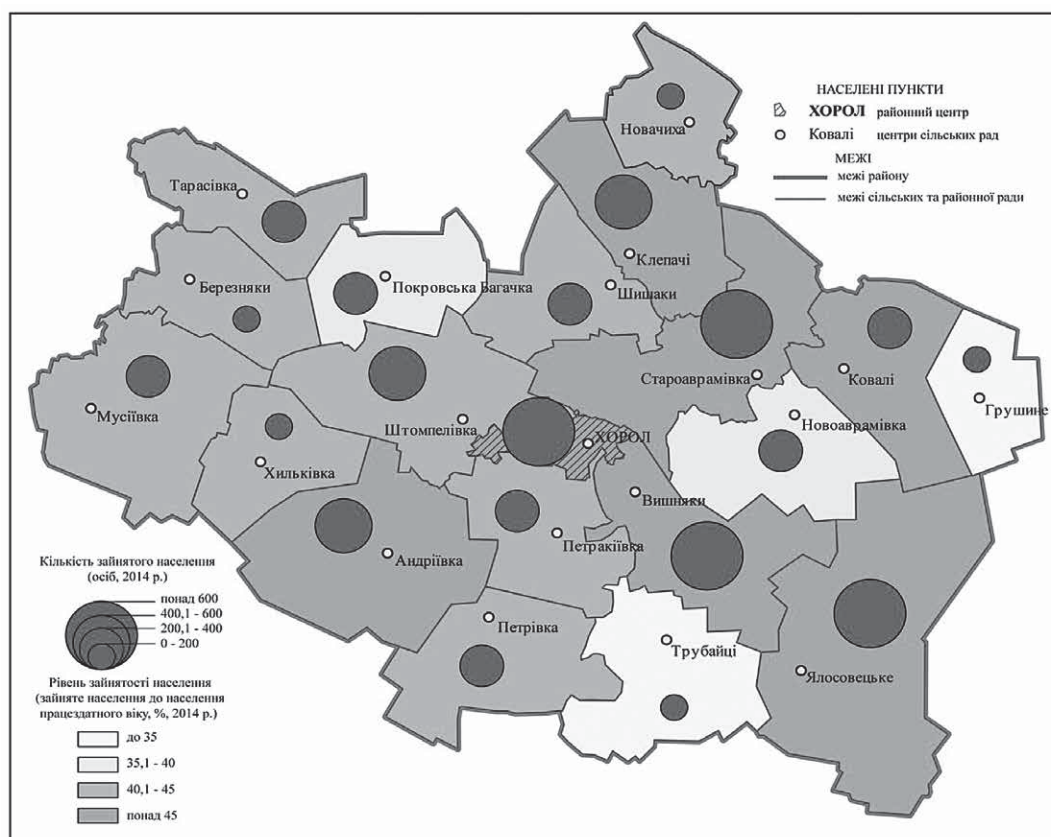 НАСЕЛЕНІ ПУНКТИ
ХОРОЛ районний центр
Ковалі центри сільських рад
МЕЖІ
межі району
межі сільських та районної ради
Новачиха
Тарасівка
Клепачі
Березняки
Покровська Багачка
Шишаки
Староаврамівка
Ковалі
Мусіївка
Грушине
Новоаврамівка
Штомпелівка
ХОРОЛ
Хильківка
Вишняки
Андріївка
Петракіївка
Петрівка
Трубайці
Ялосовецьке
Кількість зайнятого населення
(осіб, 2014 р.)
понад 600
400,1 - 600
200,1 - 400
0 - 200
Рівень зайнятості населення
(зайняте населення до населення
працездатного віку, %, 2014 р.)
до 35
35,1 - 40
40,1 - 45
понад 45